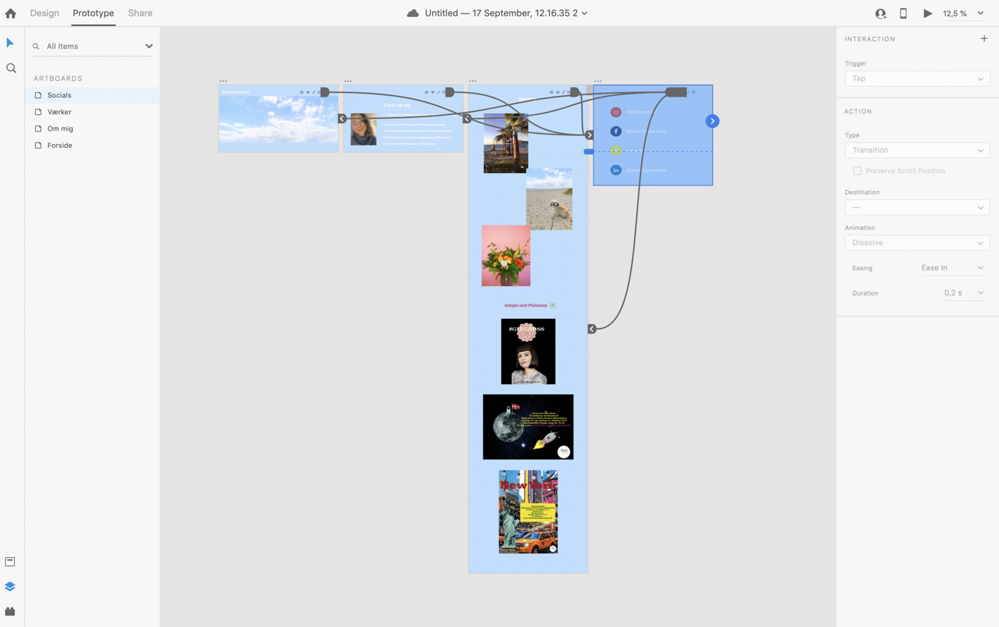 Design
Prototype
Share
Untitled — 17 September, 12.16.35 2
12,5 %
All Items
ARTBOARDS
Socials
Værker
Om mig
Forside
5 facts om mig
Arbejde med Photoshop
Ps
#GIRLBOSS
New York
f
in
INTERACTION
Trigger
Tap
ACTION
Type
Transition
Preserve Scroll Position
Destination
—
Animation
Dissolve
Easing
Ease In
Duration
0,2 s